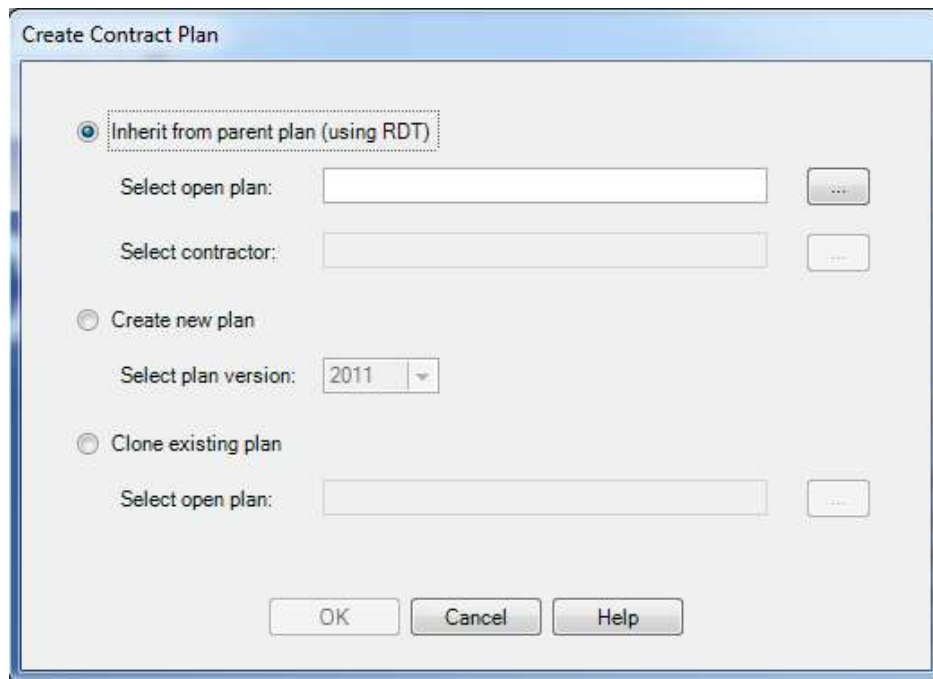 Create Contract Plan
Inherit from parent plan (using RDT)
Select open plan:
...
Select contractor:
...
Create new plan
Select plan version:
2011
Clone existing plan
Select open plan:
...
OK
Cancel
Help